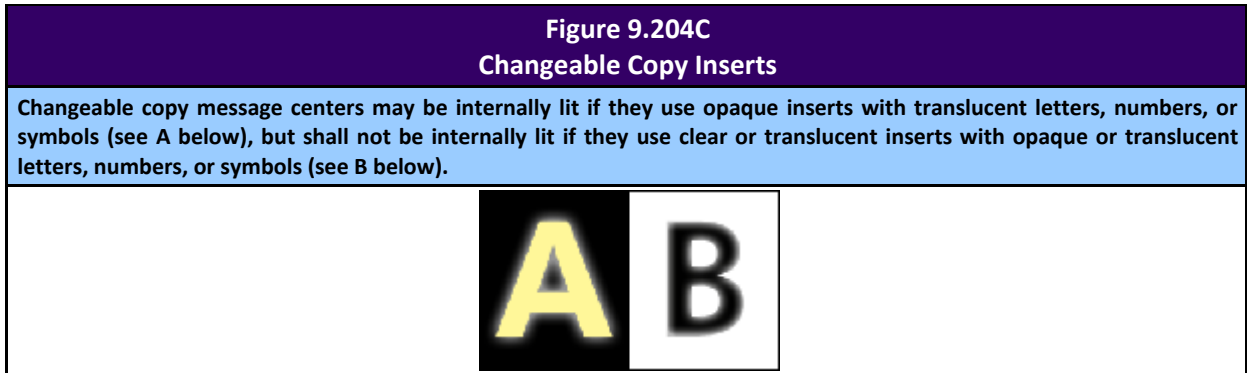 Figure 9.204C
Changeable Copy Inserts
Changeable copy message centers may be internally lit if they use opaque inserts with translucent letters, numbers, or
symbols (see A below), but shall not be internally lit if they use clear or translucent inserts with opaque or translucent
letters, numbers, or symbols (see B below).
A B